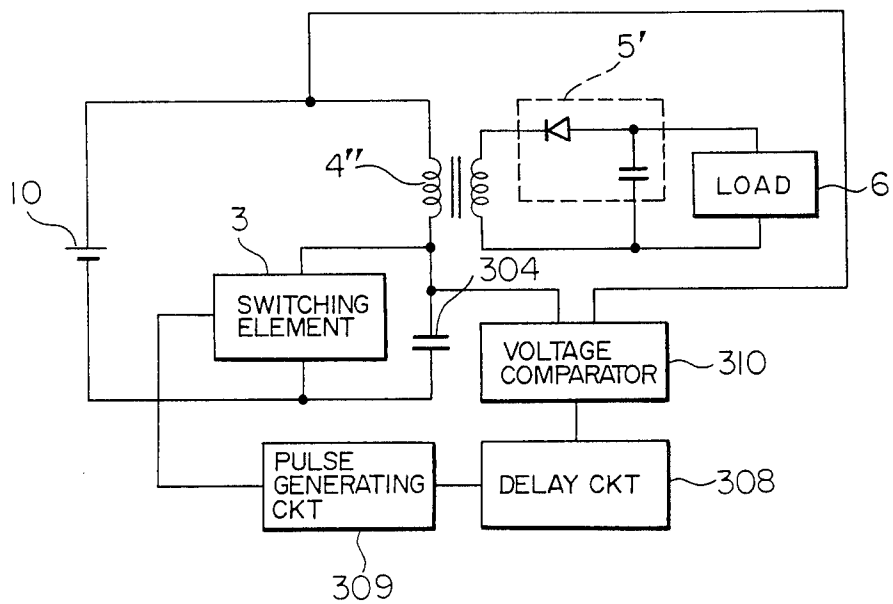 5'
4"
10
LOAD
6
3
304
SWITCHING
ELEMENT
VOLTAGE
COMPARATOR
310
PULSE
GENERATING
CKT
DELAY CKT
308
309